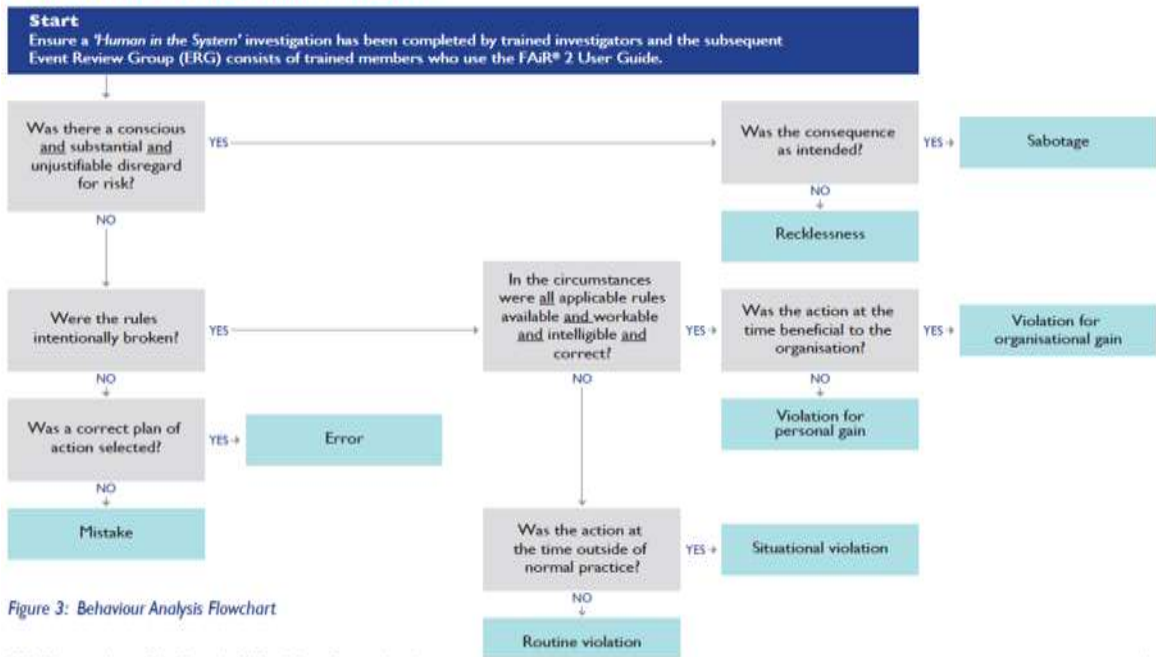 Start
Ensure a 'Human in the System' investigation has been completed by trained investigators and the subsequent
Event Review Group (ERG) consists of trained members who use the FAiR® 2 User Guide.
Was there a conscious
and substantial and
unjustifiable disregard
for risk?
YES
Was the consequence
as intended?
YES
Sabotage
NO
NO
Recklessness
Were the rules
intentionally broken?
YES
In the circumstances
were all applicable rules
available and workable
and intelligible and
correct?
YES
Was the action at
the time beneficial to the
organisation?
YES
Violation for
organisational gain
NO
NO
NO
Was a correct plan of
action selected?
YES
Error
Violation for
personal gain
NO
Mistake
Was the action at
the time outside of
normal practice?
YES
Situational violation
NO
Routine violation
Figure 3: Behaviour Analysis Flowchart